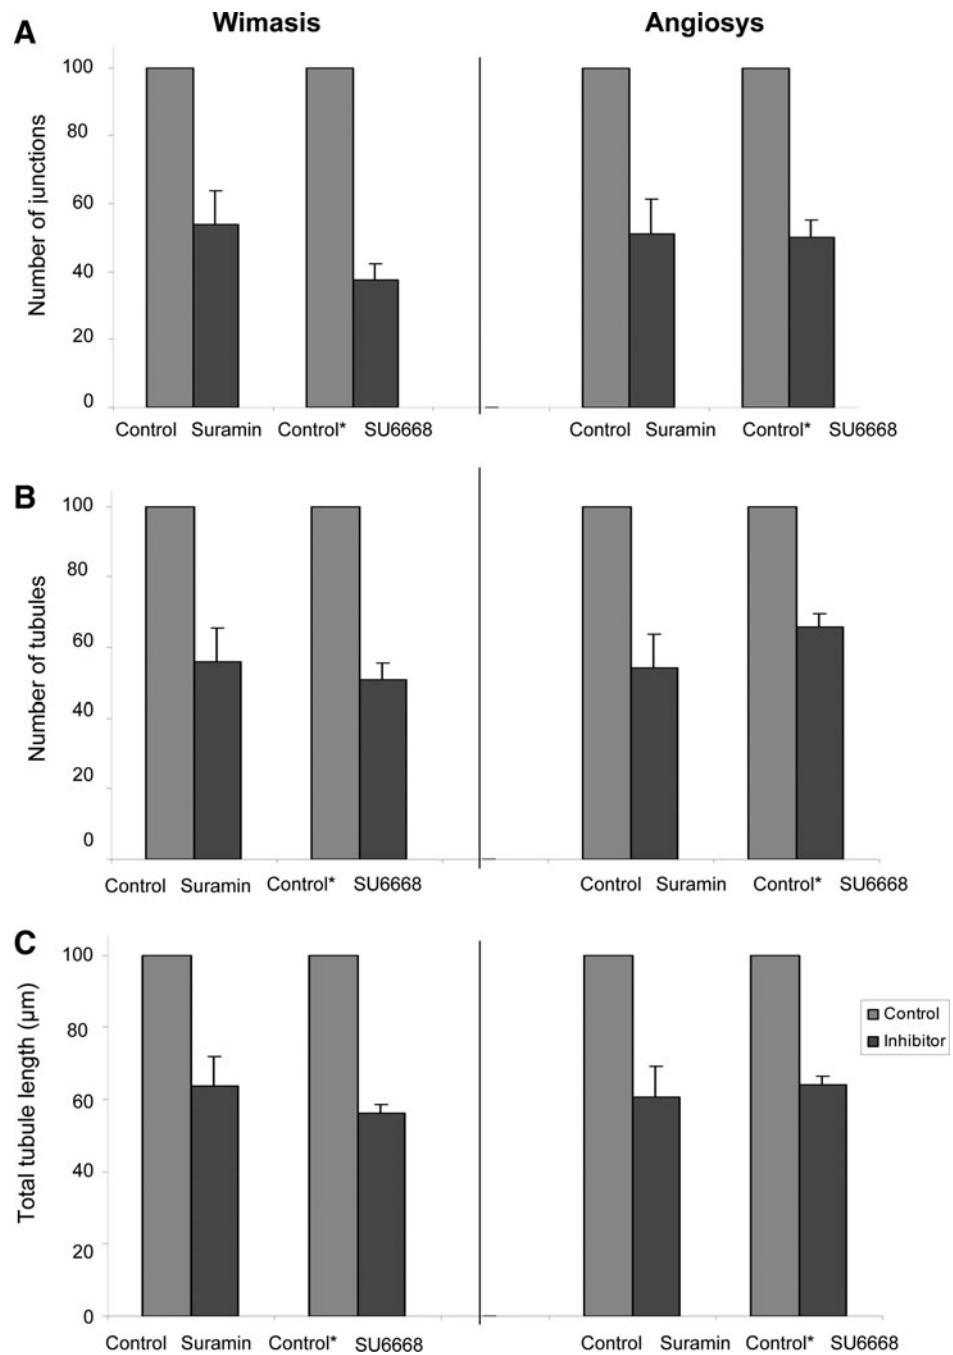 Wimasis Angiosys
A
Number of junctions
100
80
60
40
20
0
Control Suramin Control* SU6668 Control Suramin Control* SU6668
B
Number of tubules
100
80
60
40
20
0
Control Suramin Control* SU6668 Control Suramin Control* SU6668
C
Total tubule length (µm)
100
80
60
40
20
0
Control
Inhibitor
Control Suramin Control* SU6668 Control Suramin Control* SU6668